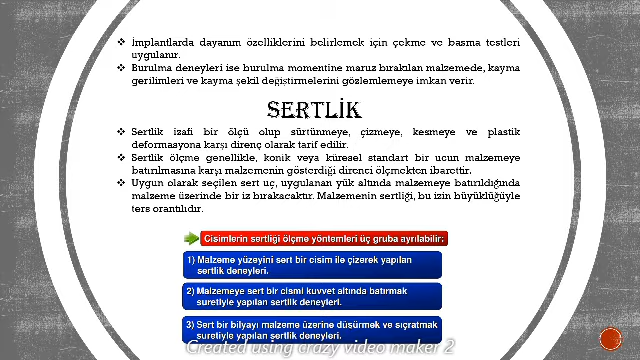 ❖ İmplantlarda dayanım özelliklerini belirlemek için çekme ve basma testleri
uygulanır.
❖ Burulma deneyleri ise burulma momentine maruz bırakılan malzemede, kayma
gerilimleri ve kayma şekil değiştirmelerini gözlemlemeye imkan verir.
SERTLİK
❖ Sertlik izafi bir ölçü olup sürtünmeye, çizmeye, kesmeye ve plastik
deformasyona karşı direnç olarak tarif edilir.
❖ Sertlik ölçme genellikle, konik veya küresel standart bir ucun malzemeye
batırılmasına karşı malzemenin gösterdiği direnci ölçmekten ibarettir.
❖ Uygun olarak seçilen sert uç, uygulanan yük altında malzemeye batırıldığında
malzeme üzerinde bir iz bırakacaktır. Malzemenin sertliği, bu izin büyüklüğüyle
ters orantılıdır.
Cisimlerin sertligi ölçme yöntemleri üç gruba ayrılabilir:
1) Malzeme yüzeyini sert bir cisim ile çizerek yapılan
sertlik deneyleri.
2) Malzemeye sert bir cismi kuvvet altında batırmak
suretiyle yapılan sertlik deneyleri.
3) Sert bir bilyayı malzeme üzerine düsürmek ve sıçratmak
suretiyle yapılan şertlik deneyleri.
Created using crazy video maker 2